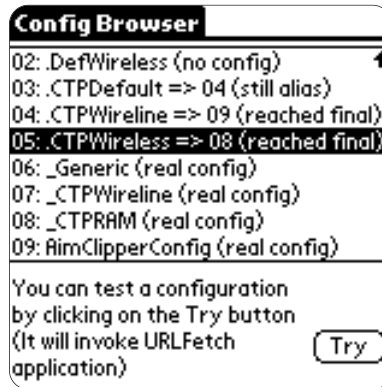 Config Browser
02: .DefWireless (no config)
03: .CTPDefault => 04 (still alias)
04: .CTPWireline => 09 (reached final)
05: .CTPWireless => 08 (reached final)
06: _Generic (real config)
07: _CTPWireline (real config)
08: _CTPRAM (real config)
09: AimClipperConfig (real config)
You can test a configuration
by clicking on the Try button
(It will invoke URLFetch
application)
Try